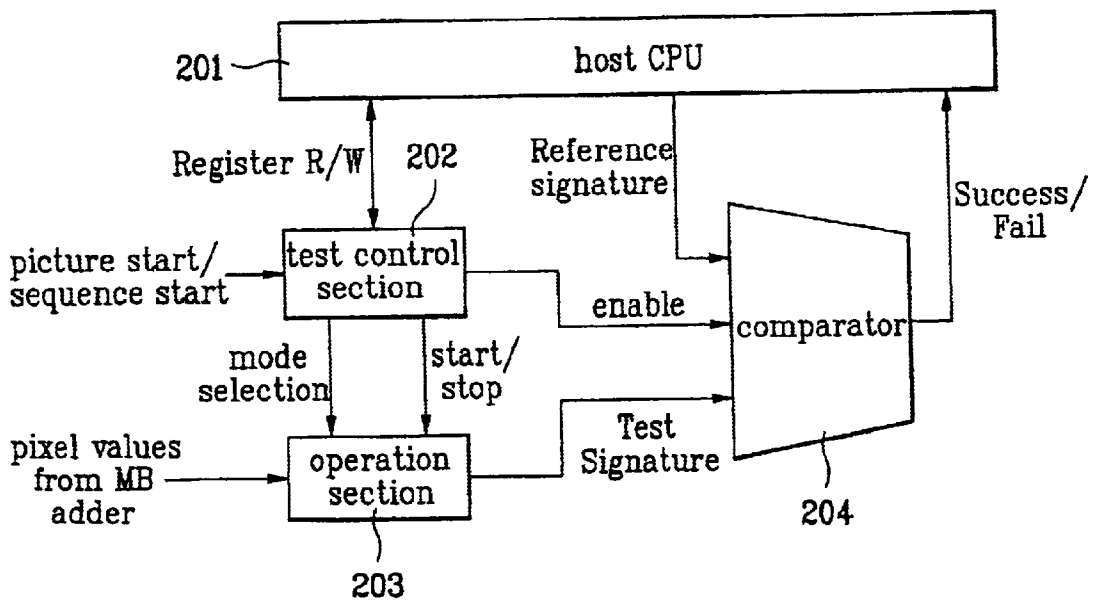 host CPU
201
Register R/W
202
Reference
signature
Success/
Fail
picture start/
sequence start
test control
section
enable
comparator
mode
selection
start/
stop
pixel values
from MB
adder
operation
section
Test
Signature
204
203